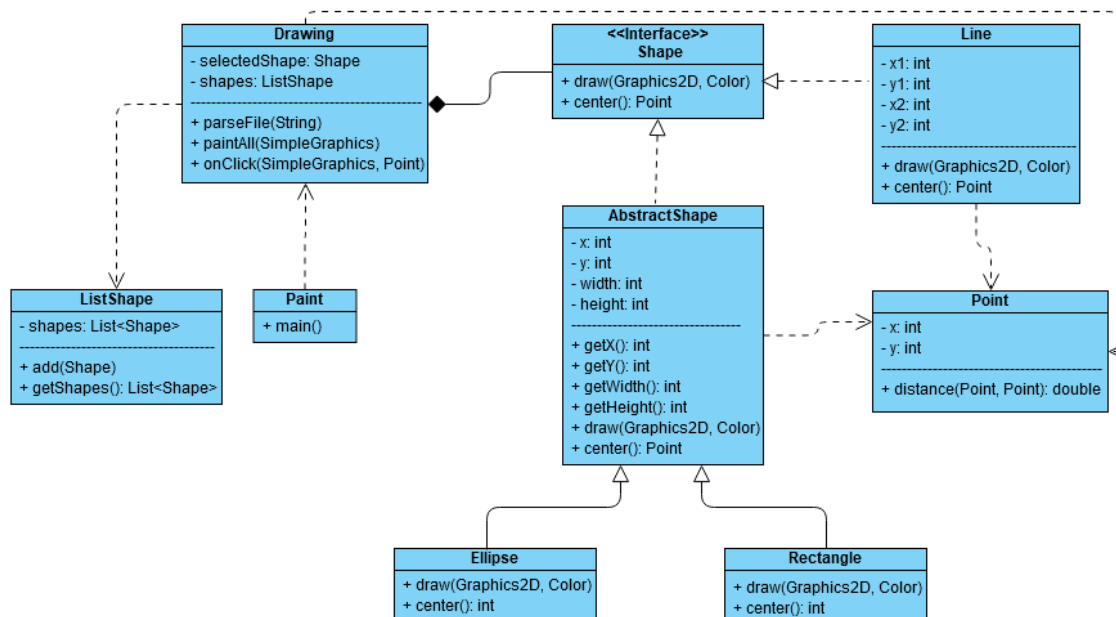 Drawing
- selectedShape: Shape
- shapes: ListShape
+ parseFile(String)
+ paintAll(SimpleGraphics)
+ onClick(SimpleGraphics, Point)
<<Interface>>
Shape
+ draw(Graphics2D, Color)
+ center(): Point
Line
- x1: int
- y1: int
- x2: int
- y2: int
+ draw(Graphics2D, Color)
+ center(): Point
ListShape
- shapes: List<Shape>
+ add(Shape)
+ getShapes(): List<Shape>
Paint
+ main()
AbstractShape
- x: int
- y: int
- width: int
- height: int
+ getX(): int
+ getY(): int
+ getWidth(): int
+ getHeight(): int
+ draw(Graphics2D, Color)
+ center(): Point
Point
- x: int
- y: int
+ distance(Point, Point): double
Ellipse
+ draw(Graphics2D, Color)
+ center(): int
Rectangle
+ draw(Graphics2D, Color)
+ center(): int